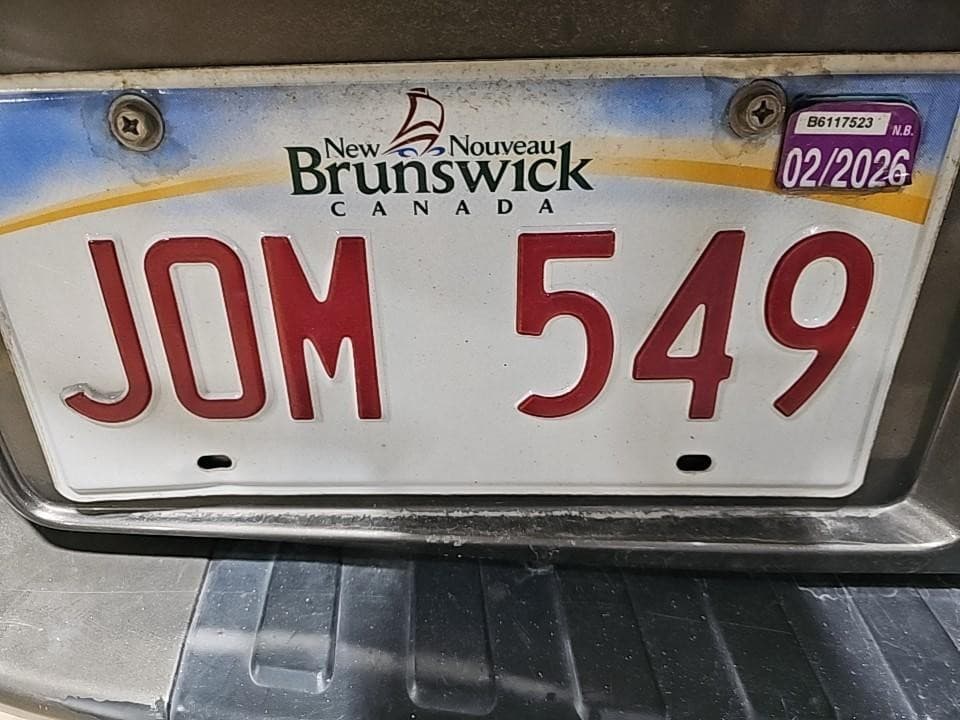 New Nouveau
Brunswick
CANADA
B6117523 N.B.
02/2026
JOM 549